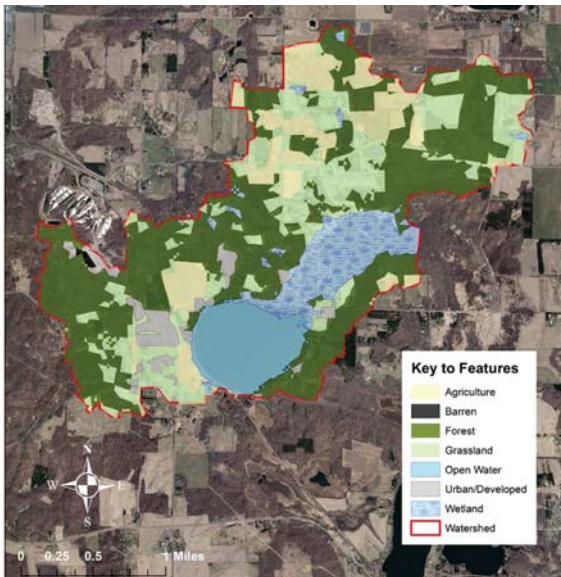 Key to Features
Agriculture
Barren
Forest
Grassland
Open Water
Urban/Developed
Wetland
Watershed
N
W E
S
0 0.25 0.5 1 Miles